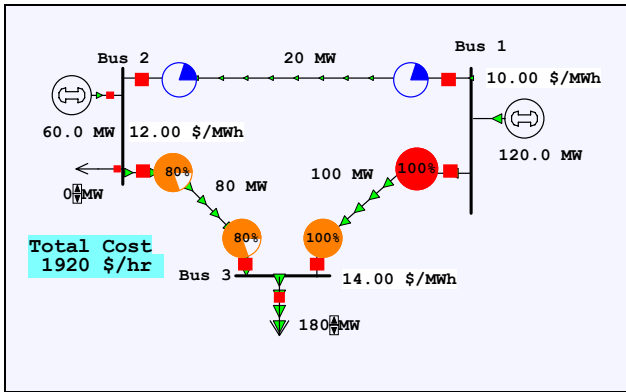 Bus 2
20 MW
Bus 1
10.00 $/MWh
60.0 MW
12.00 $/MWh
120.0 MW
80%
80 MW
100 MW
100%
0 MW
80%
100%
Total Cost
1920 $/hr
Bus 3
14.00 $/MWh
180 MW